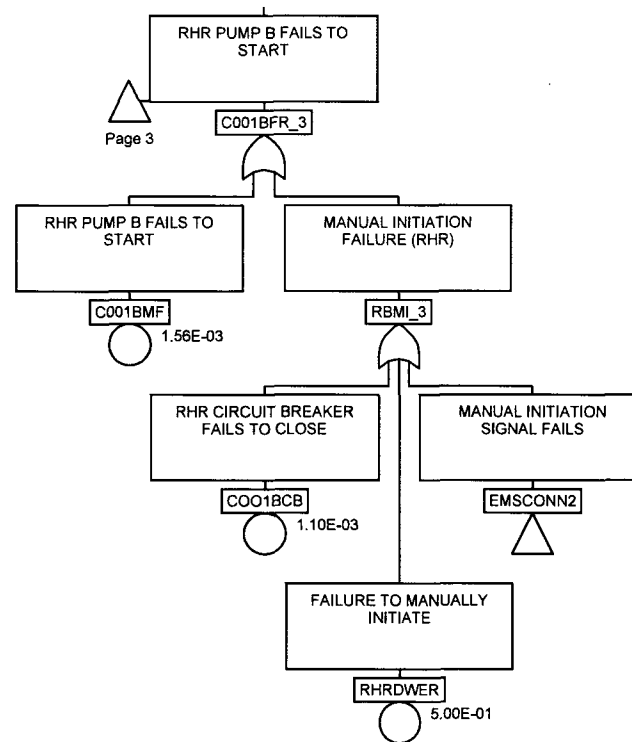 RHR PUMP B FAILS TO
START
Page 3
C001BFR_3
RHR PUMP B FAILS TO
START
MANUAL INITIATION
FAILURE (RHR)
C001BMF
1.56E-03
RBMI_3
RHR CIRCUIT BREAKER
FAILS TO CLOSE
MANUAL INITIATION
SIGNAL FAILS
COO1BCB
1.10E-03
EMSCONN2
FAILURE TO MANUALLY
INITIATE
RHRDWER
5.00E-01